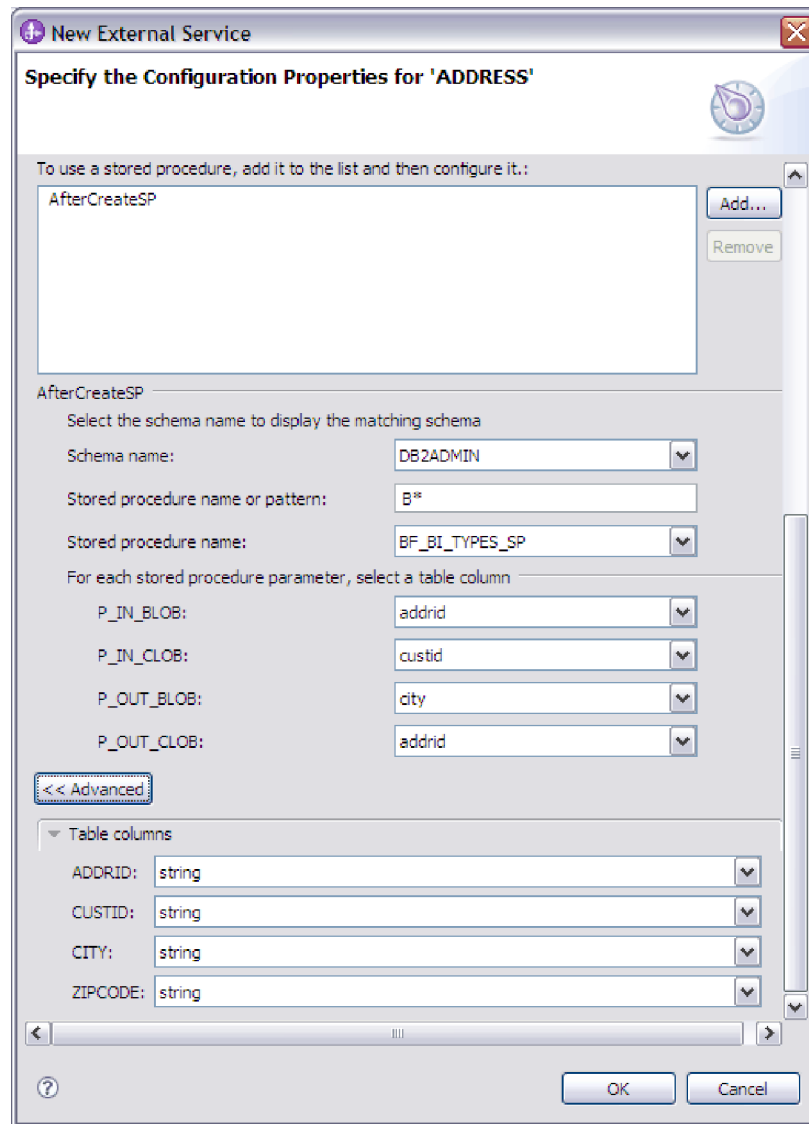 New External Service
Specify the Configuration Properties for 'ADDRESS'
To use a stored procedure, add it to the list and then configure it.:
AfterCreateSP
Add...
Remove
AfterCreateSP
Select the schema name to display the matching schema
Schema name: DB2ADMIN
Stored procedure name or pattern: B*
Stored procedure name: BF_BI_TYPES_SP
For each stored procedure parameter, select a table column
P_IN_BLOB: addrid
P_IN_CLOB: custid
P_OUT_BLOB: city
P_OUT_CLOB: addrid
<< Advanced
Table columns
ADDRID: string
CUSTID: string
CITY: string
ZIPCODE: string
?
OK Cancel